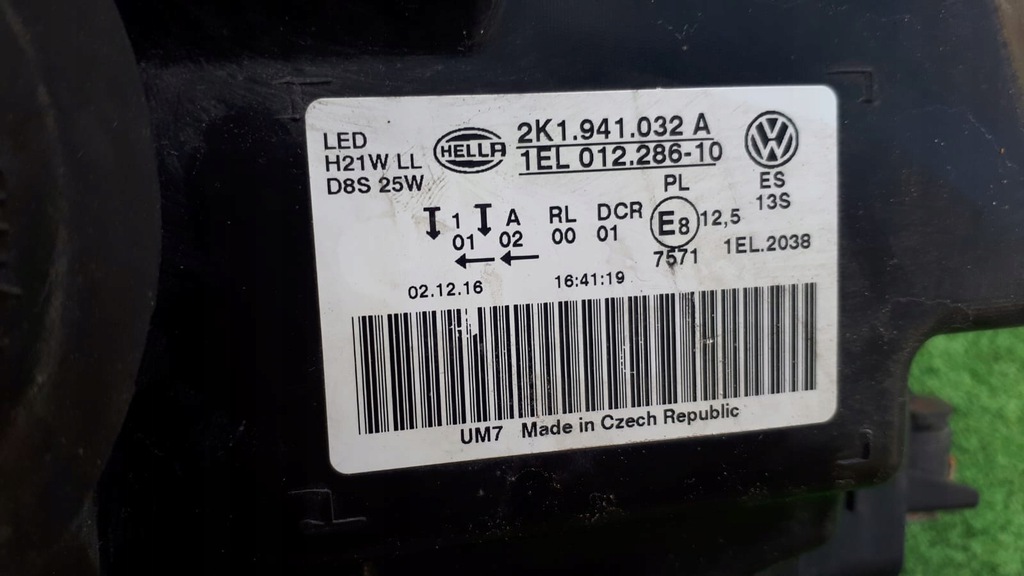 LED
H21W LL
D8S 25W
HELLA
2K1.941.032 A
1EL 012.286-10
VW
PL
ES
13S
1 A RL DCR
01 02 00 01
E8
12,5
7571
1EL.2038
02.12.16 16:41:19
UM7 Made in Czech Republic